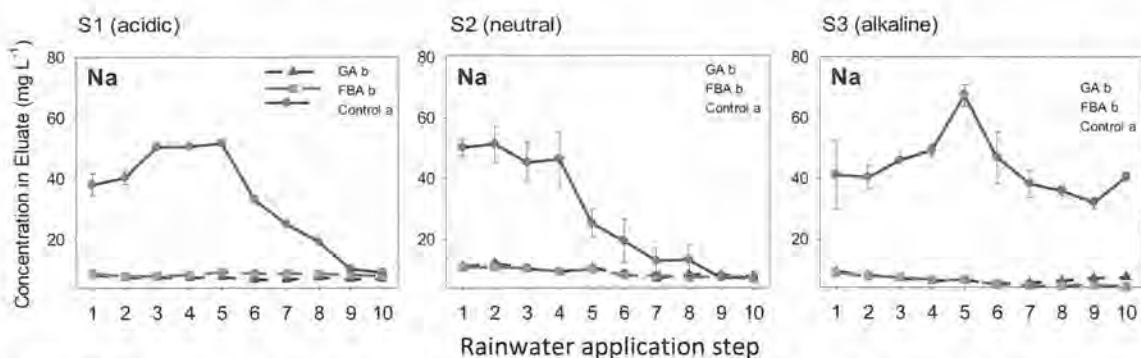 S1 (acidic)
S2 (neutral)
S3 (alkaline)
Concentration in Eluate (mg L⁻¹)
80
60
40
20
Na
GA b
FBA b
Control a
1 2 3 4 5 6 7 8 9 10
80
60
40
20
Na
GA b
FBA b
Control a
1 2 3 4 5 6 7 8 9 10
80
60
40
20
Na
GA b
FBA b
Control a
1 2 3 4 5 6 7 8 9 10
Rainwater application step